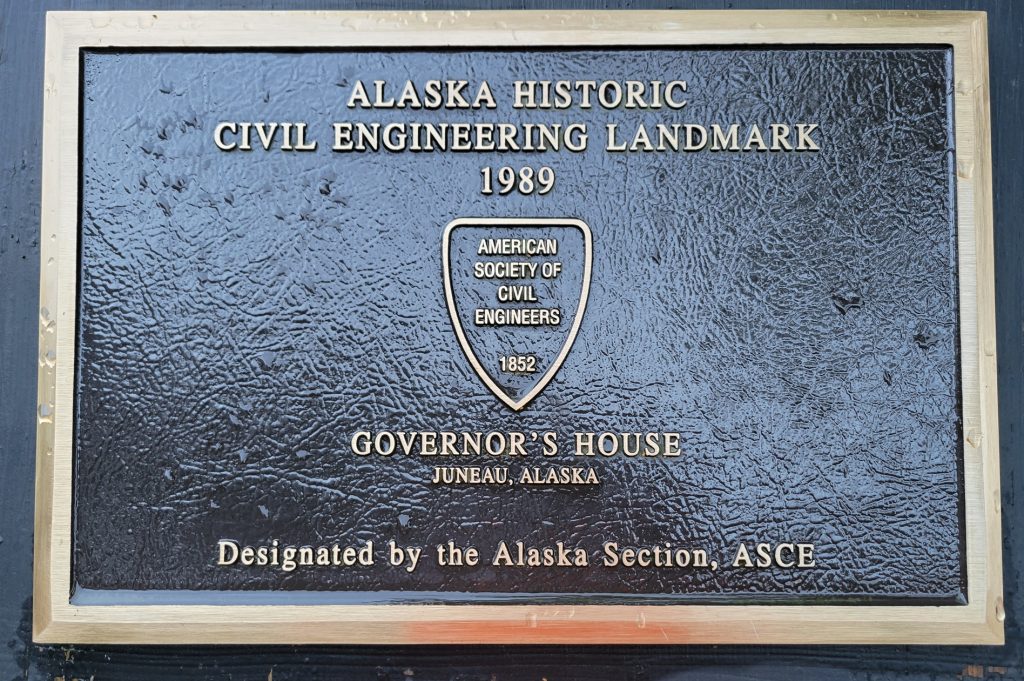 ALASKA HISTORIC
CIVIL ENGINEERING LANDMARK
1989
AMERICAN
SOCIETY OF
CIVIL
ENGINEERS
1852
GOVERNOR'S HOUSE
JUNEAU, ALASKA
Designated by the Alaska Section, ASCE